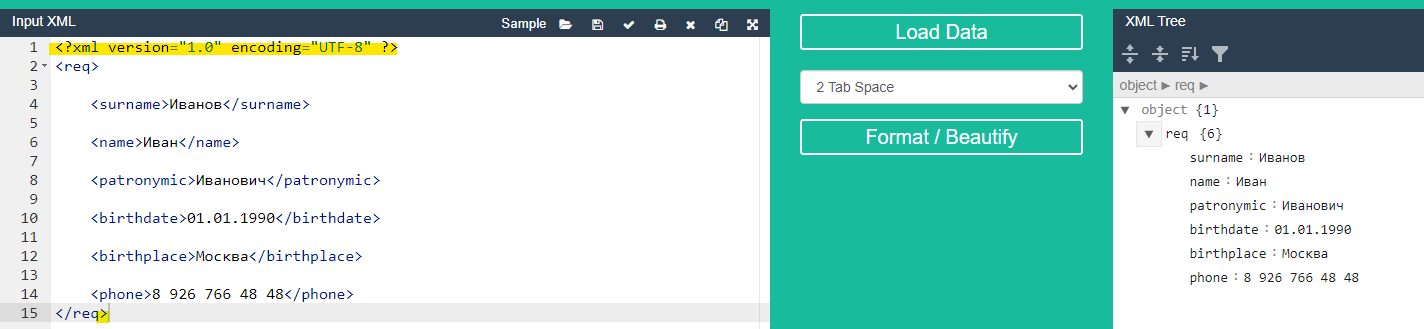 Input XML
Sample
1 <?xml version="1.0" encoding="UTF-8" ?>
2 <req>
3
4 <surname>Иванов</surname>
5
6 <name>Иван</name>
7
8 <patronymic>Иванович</patronymic>
9
10 <birthdate>01.01.1990</birthdate>
11
12 <birthplace>Москва</birthplace>
13
14 <phone>8 926 766 48 48</phone>
15 </req>
Load Data
2 Tab Space
Format / Beautify
XML Tree
object ▶ req ▶
▼ object {1}
▼ req {6}
surname : Иванов
name : Иван
patronymic : Иванович
birthdate : 01.01.1990
birthplace : Москва
phone : 8 926 766 48 48